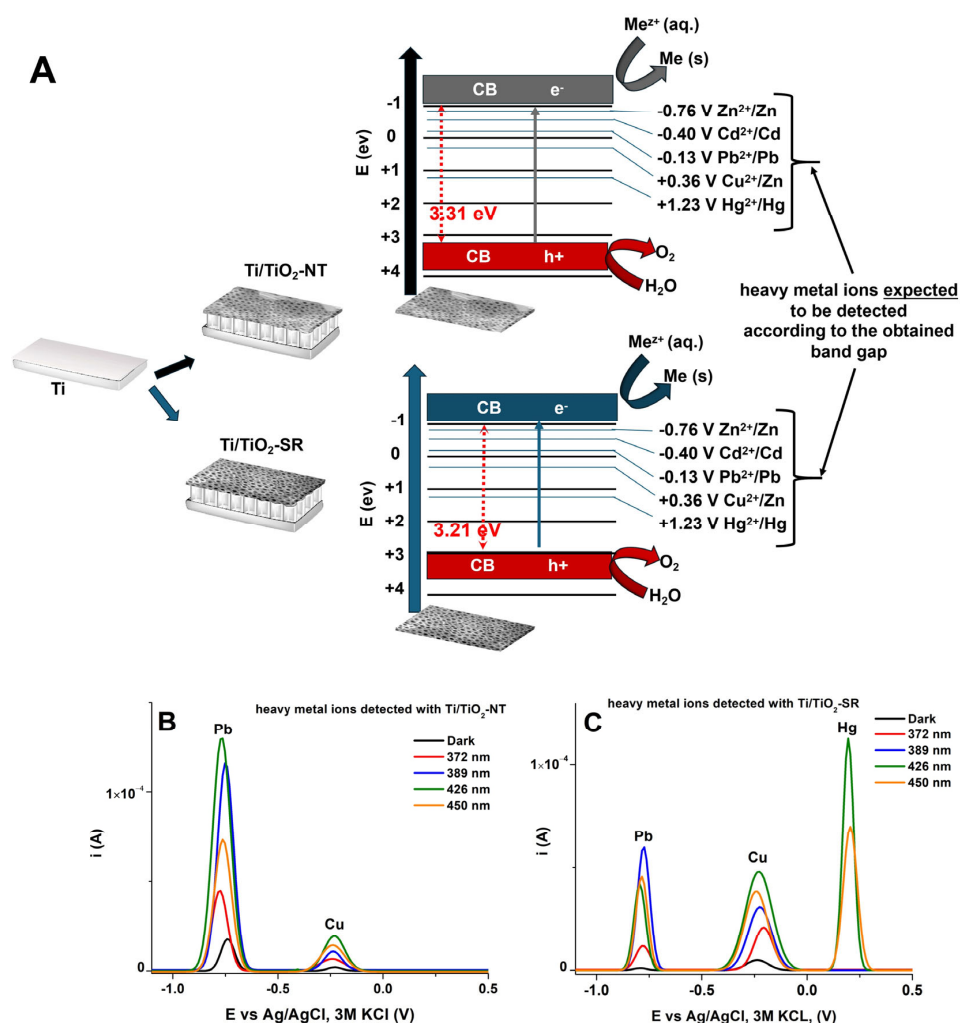 A
Me²⁺ (aq.)
Me (s)
CB e⁻
-1
0
+1
+2
+3
+4
E (ev)
3.31 eV
CB h+
-0.76 V Zn²⁺/Zn
-0.40 V Cd²⁺/Cd
-0.13 V Pb²⁺/Pb
+0.36 V Cu²⁺/Zn
+1.23 V Hg²⁺/Hg
O₂
H₂O
Ti/TiO₂-NT
Ti
Ti/TiO₂-SR
heavy metal ions expected
to be detected
according to the obtained
band gap
Meᶻ⁺ (aq.)
Me (s)
CB e⁻
-1
0
+1
+2
+3
+4
E (ev)
3.21 eV
CB h+
-0.76 V Zn²⁺/Zn
-0.40 V Cd²⁺/Cd
-0.13 V Pb²⁺/Pb
+0.36 V Cu²⁺/Zn
+1.23 V Hg²⁺/Hg
O₂
H₂O
B
heavy metal ions detected with Ti/TiO₂-NT
Pb
Cu
Dark
372 nm
389 nm
426 nm
450 nm
1×10⁻⁴
0
i (A)
-1.0 -0.5 0.0 0.5
E vs Ag/AgCl, 3M KCl (V)
C
heavy metal ions detected with Ti/TiO₂-SR
Hg
Pb
Cu
Dark
372 nm
389 nm
426 nm
450 nm
1×10⁻⁴
0
i (A)
-1.0 -0.5 0.0 0.5
E vs Ag/AgCl, 3M KCL, (V)